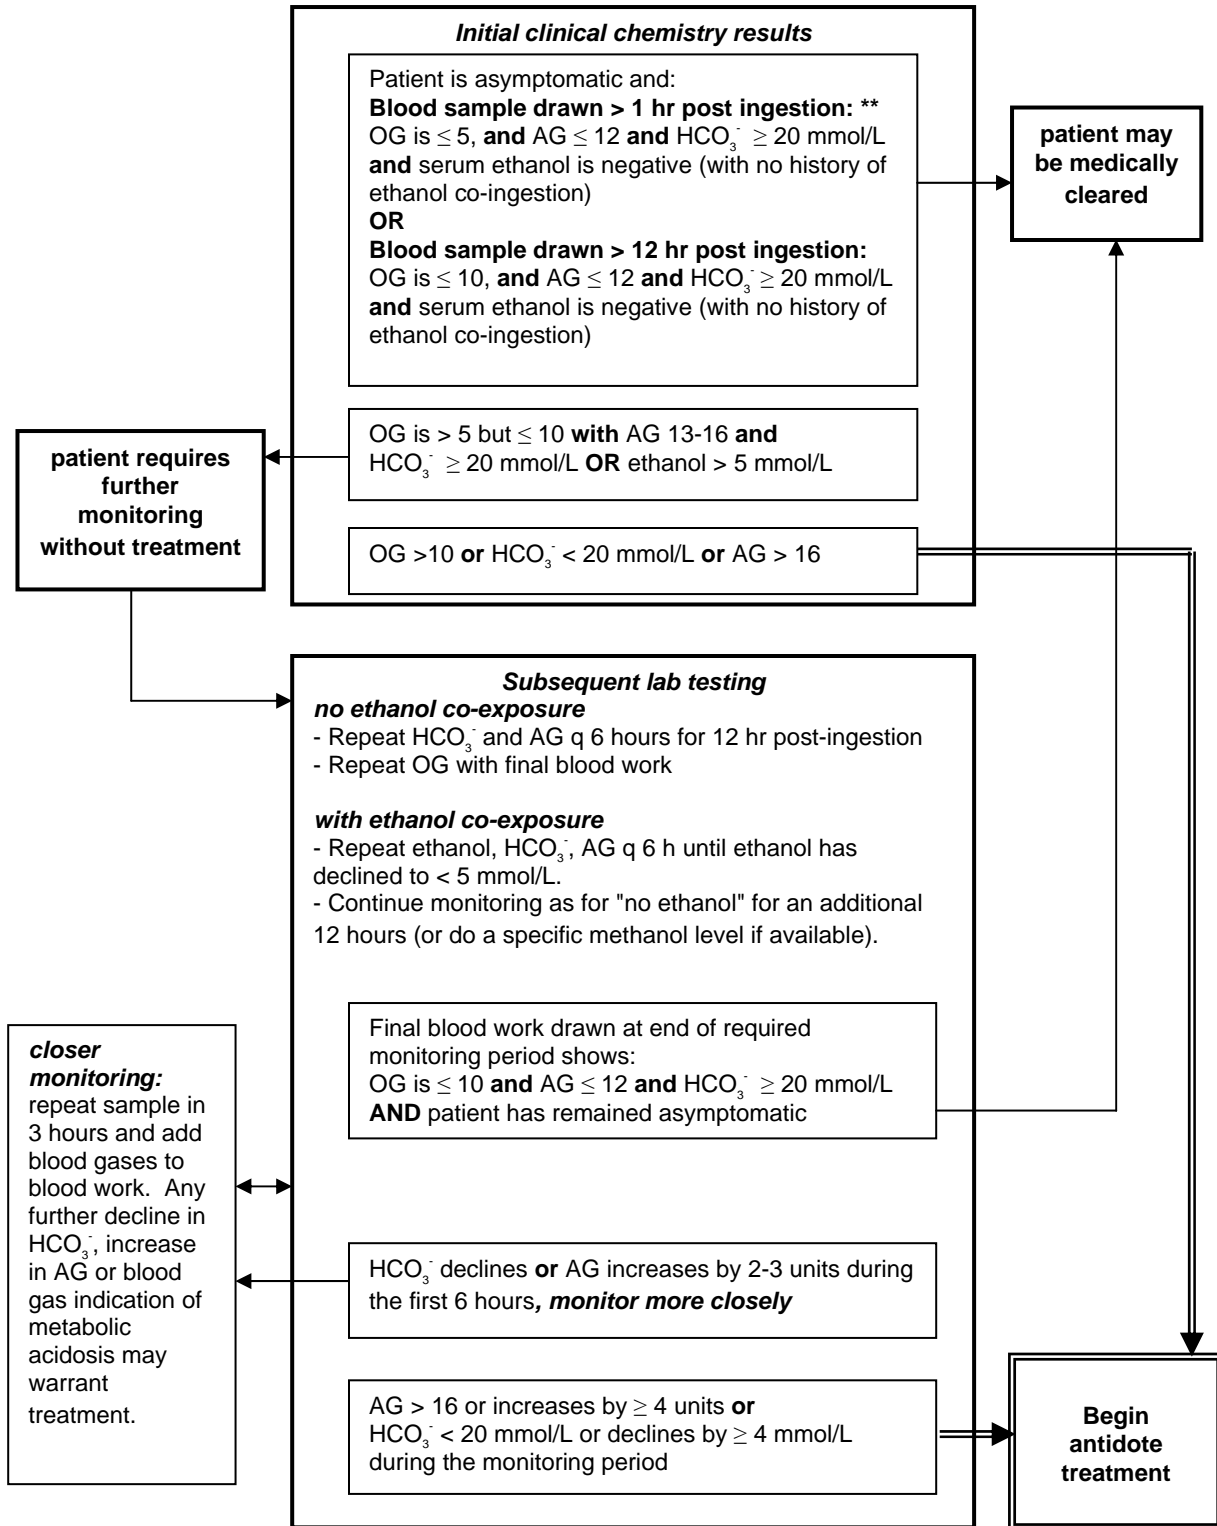 Initial clinical chemistry results
Patient is asymptomatic and:
Blood sample drawn > 1 hr post ingestion: **
OG is ≤ 5, and AG ≤ 12 and HCO₃⁻ ≥ 20 mmol/L
and serum ethanol is negative (with no history of
ethanol co-ingestion)
OR
Blood sample drawn > 12 hr post ingestion:
OG is ≤ 10, and AG ≤ 12 and HCO₃⁻ ≥ 20 mmol/L
and serum ethanol is negative (with no history of
ethanol co-ingestion)
patient may
be medically
cleared
OG is > 5 but ≤ 10 with AG 13-16 and
HCO₃⁻ ≥ 20 mmol/L OR ethanol > 5 mmol/L
patient requires
further
monitoring
without treatment
OG >10 or HCO₃⁻ < 20 mmol/L or AG > 16
Subsequent lab testing
no ethanol co-exposure
- Repeat HCO₃⁻ and AG q 6 hours for 12 hr post-ingestion
- Repeat OG with final blood work
with ethanol co-exposure
- Repeat ethanol, HCO₃⁻, AG q 6 h until ethanol has
declined to < 5 mmol/L.
- Continue monitoring as for "no ethanol" for an additional
12 hours (or do a specific methanol level if available).
Final blood work drawn at end of required
monitoring period shows:
OG is ≤ 10 and AG ≤ 12 and HCO₃⁻ ≥ 20 mmol/L
AND patient has remained asymptomatic
closer
monitoring:
repeat sample in
3 hours and add
blood gases to
blood work. Any
further decline in
HCO₃⁻, increase
in AG or blood
gas indication of
metabolic
acidosis may
warrant
treatment.
HCO₃⁻ declines or AG increases by 2-3 units during
the first 6 hours, monitor more closely
AG > 16 or increases by ≥ 4 units or
HCO₃⁻ < 20 mmol/L or declines by ≥ 4 mmol/L
during the monitoring period
Begin
antidote
treatment